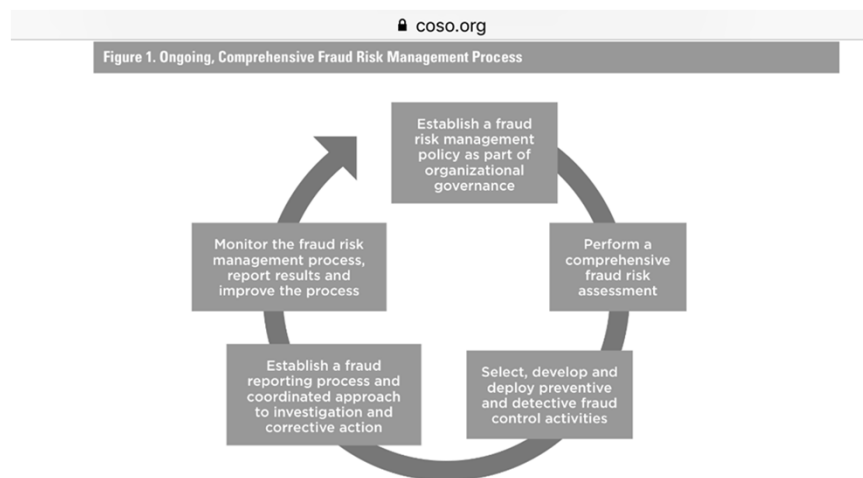 coso.org
Figure 1. Ongoing, Comprehensive Fraud Risk Management Process
Establish a fraud
risk management
policy as part of
organizational
governance
Perform a
comprehensive
fraud risk
assessment
Select, develop and
deploy preventive
and detective fraud
control activities
Establish a fraud
reporting process and
coordinated approach
to investigation and
corrective action
Monitor the fraud risk
management process,
report results and
improve the process